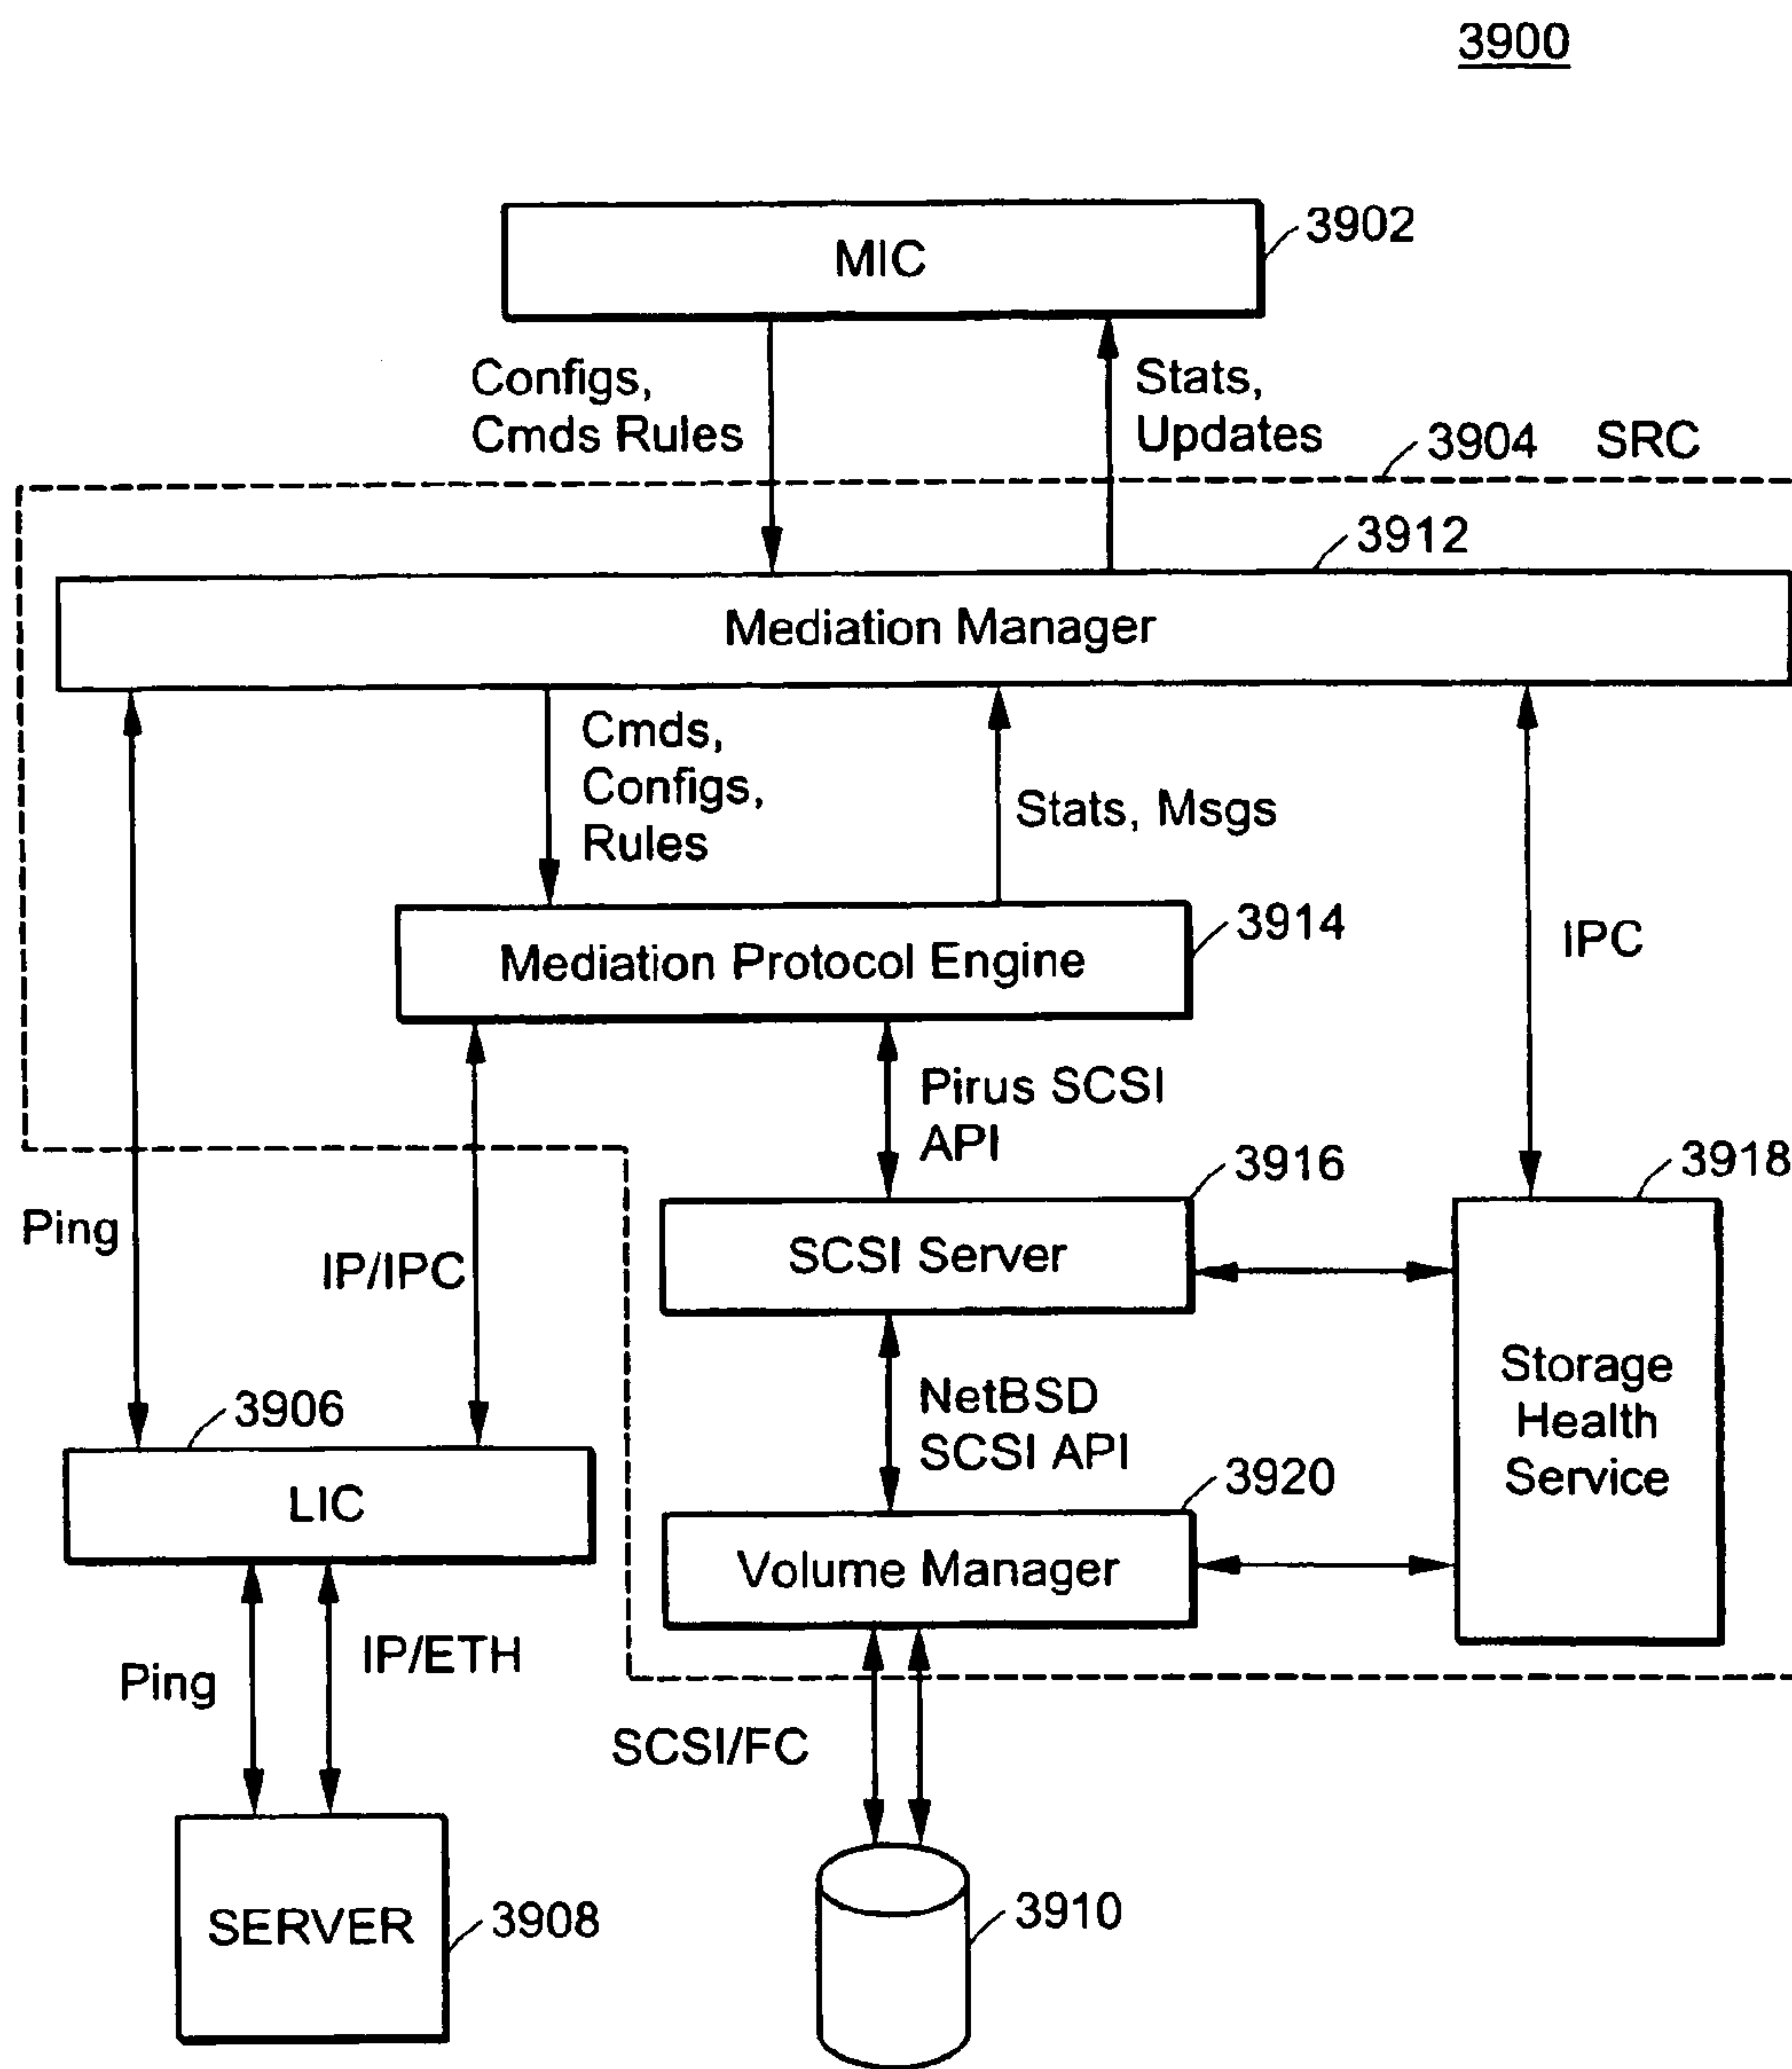 3900
MIC
3902
Configs,
Cmds Rules
Stats,
Updates
3904 SRC
3912
Mediation Manager
Cmds,
Configs,
Rules
Stats, Msgs
3914
Mediation Protocol Engine
IPC
Pirus SCSI
API
3916
3918
Ping
IP/IPC
SCSI Server
Storage
Health
Service
3906
NetBSD
SCSI API
3920
LIC
Volume Manager
Ping
IP/ETH
SCSI/FC
SERVER
3908
3910